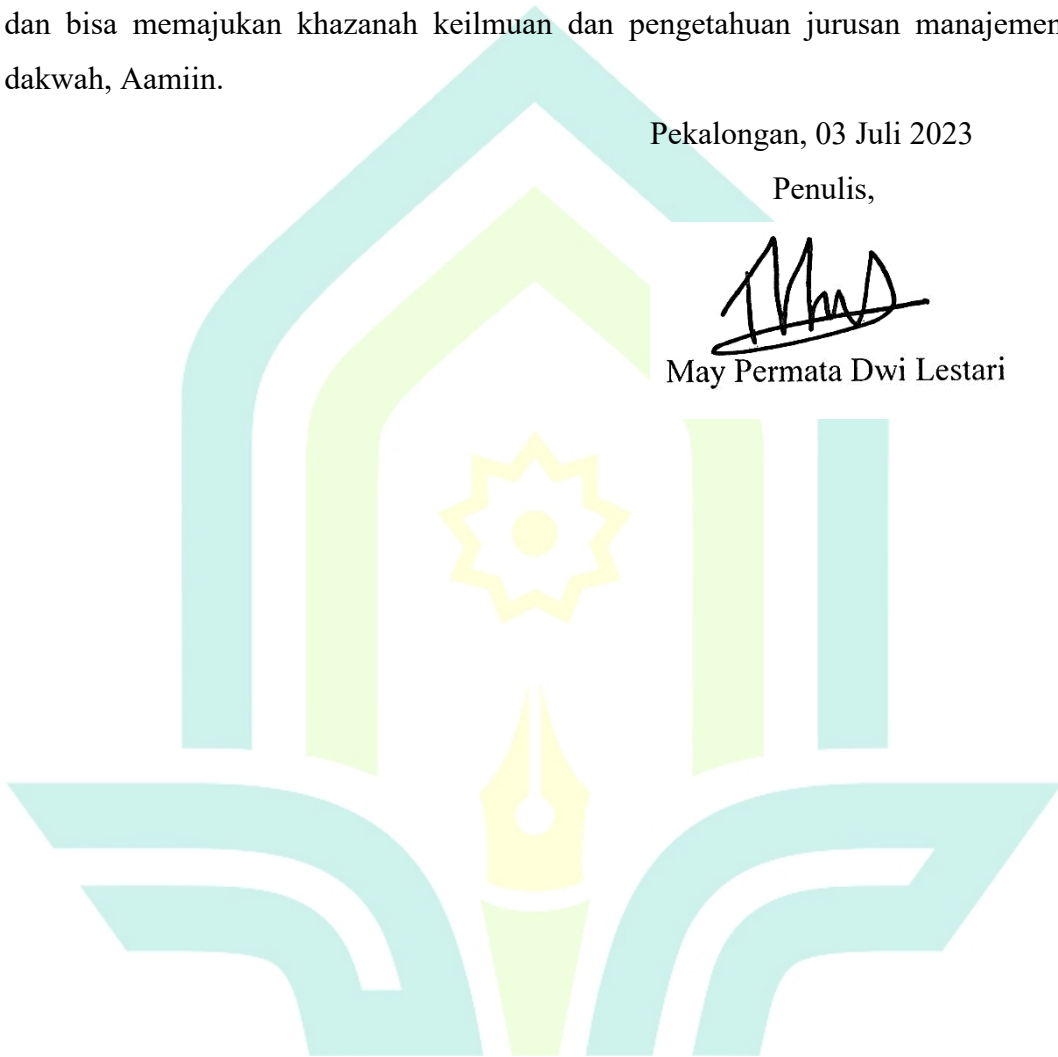 dan bisa memajukan khazanah keilmuan dan pengetahuan jurusan manajemen
dakwah, Aamiin.
Pekalongan, 03 Juli 2023
Penulis,
May Permata Dwi Lestari